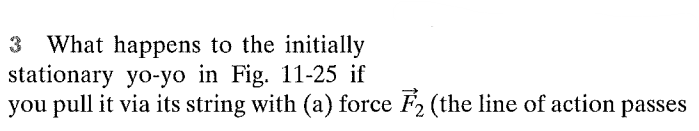 3 What happens to the initially
stationary yo-yo in Fig. 11-25 if
you pull it via its string with (a) force F⃗₂ (the line of action passes